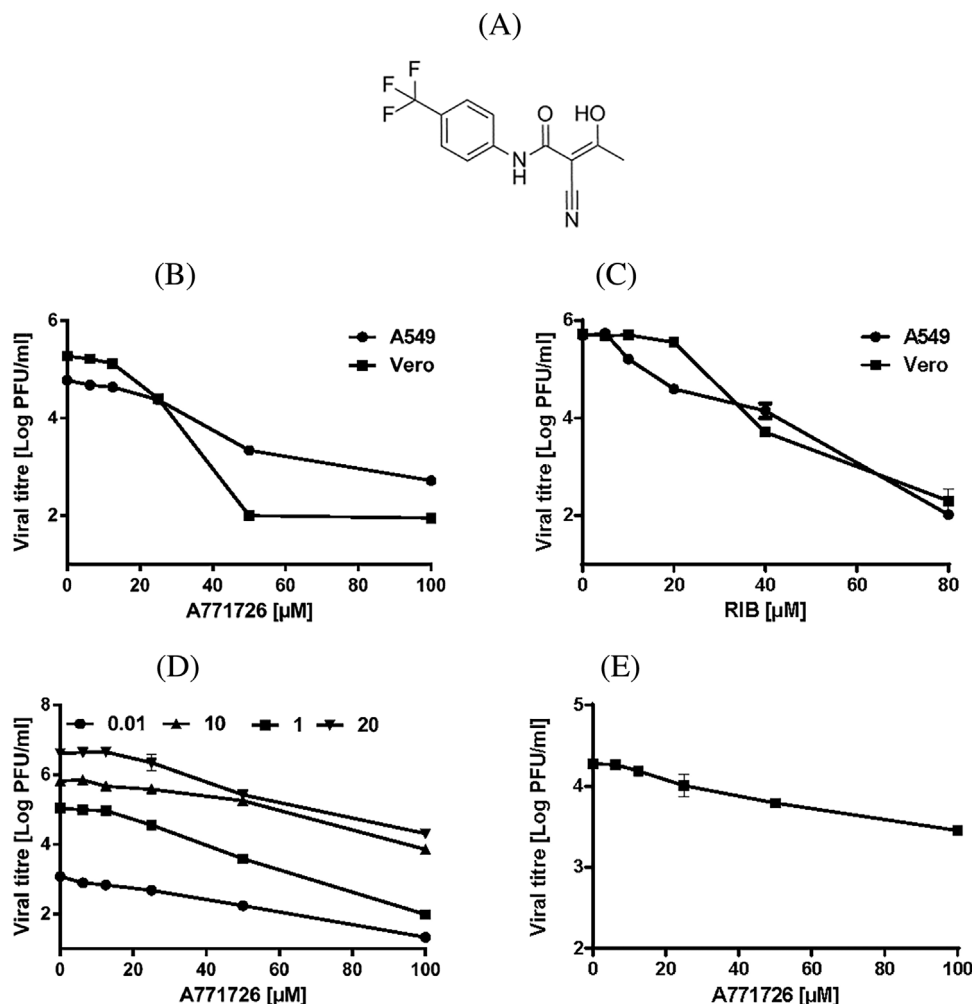 (A)
F
F
F
O
HO
N
H
N
(B)
Viral titre [Log PFU/ml]
6
4
2
A549
Vero
0 20 40 60 80 100
A771726 [µM]
(C)
Viral titre [Log PFU/ml]
6
4
2
A549
Vero
0 20 40 60 80
RIB [µM]
(D)
Viral titre [Log PFU/ml]
8
6
4
2
0.01 10 1 20
0 20 40 60 80 100
A771726 [µM]
(E)
Viral titre [Log PFU/ml]
5
4
3
2
0 20 40 60 80 100
A771726 [µM]